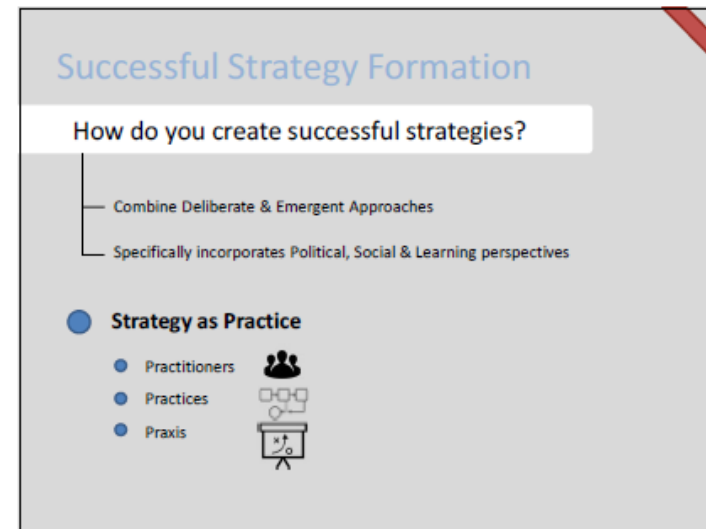 Successful Strategy Formation
How do you create successful strategies?
Combine Deliberate & Emergent Approaches
Specifically incorporates Political, Social & Learning perspectives
Strategy as Practice
Practitioners
Practices
Praxis